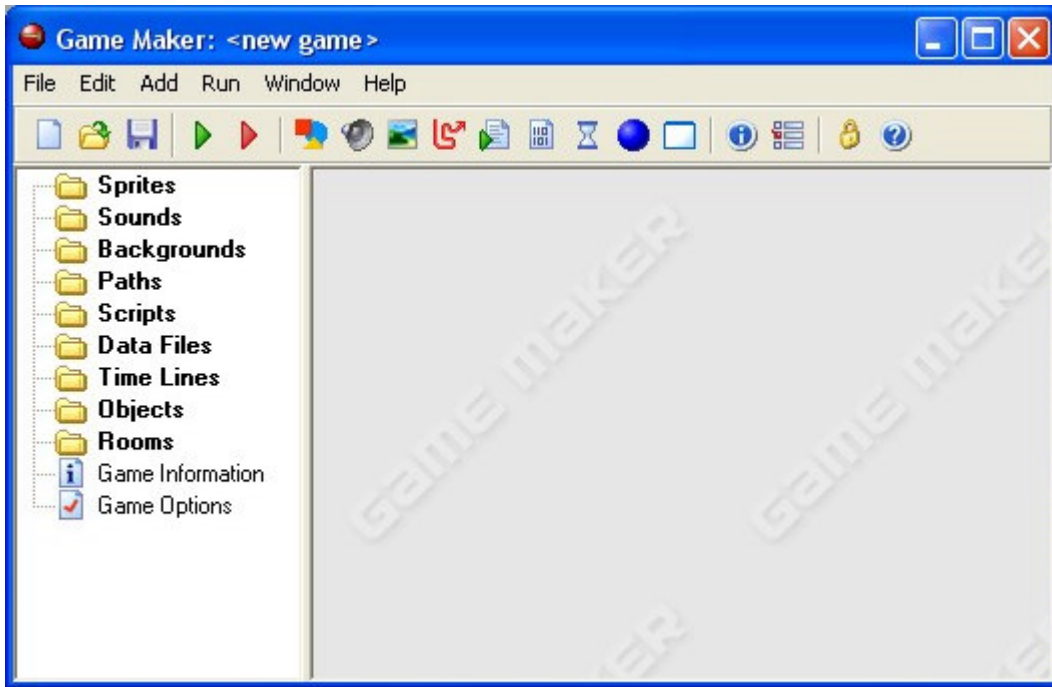 Game Maker: <new game>
File Edit Add Run Window Help
Sprites
Sounds
Backgrounds
Paths
Scripts
Data Files
Time Lines
Objects
Rooms
Game Information
Game Options
GAME MAKER
GAME MAKER